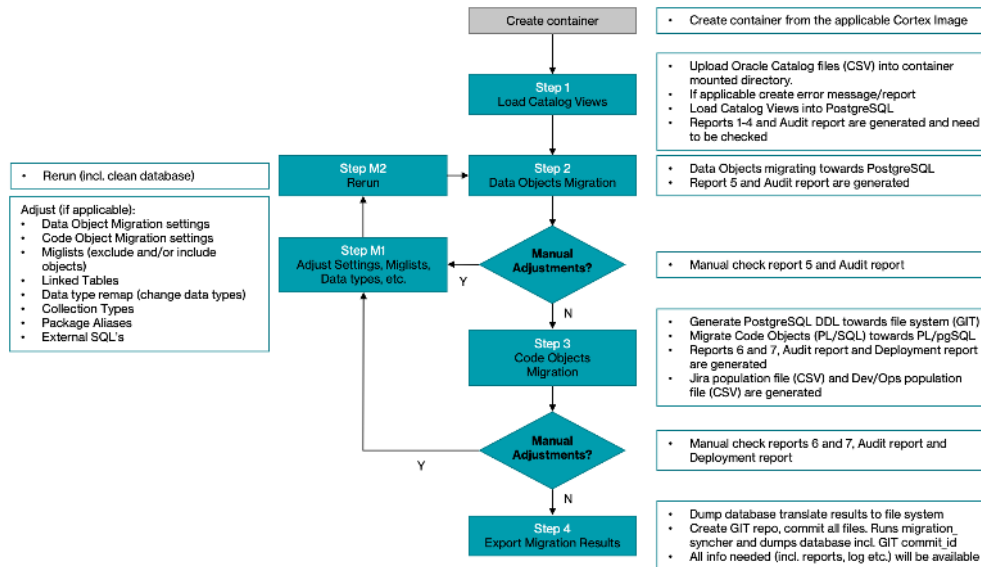 Create container
• Create container from the applicable Cortex Image
Step 1
Load Catalog Views
• Upload Oracle Catalog files (CSV) into container
mounted directory.
• If applicable create error message/report
• Load Catalog Views into PostgreSQL
• Reports 1-4 and Audit report are generated and need
to be checked
• Rerun (incl. clean database)
Step M2
Rerun
Step 2
Data Objects Migration
• Data Objects migrating towards PostgreSQL
• Report 5 and Audit report are generated
Adjust (if applicable):
• Data Object Migration settings
• Code Object Migration settings
• Miglists (exclude and/or include
objects)
• Linked Tables
• Data type remap (change data types)
• Collection Types
• Package Aliases
• External SQL's
Step M1
Adjust Settings, Miglists,
Data types, etc.
Y
Manual
Adjustments?
• Manual check report 5 and Audit report
N
Step 3
Code Objects
Migration
• Generate PostgreSQL DDL towards file system (GIT)
• Migrate Code Objects (PL/SQL) towards PL/pgSQL
• Reports 6 and 7, Audit report and Deployment report
are generated
• Jira population file (CSV) and Dev/Ops population
file (CSV) are generated
Y
Manual
Adjustments?
• Manual check reports 6 and 7, Audit report and
Deployment report
N
Step 4
Export Migration Results
• Dump database translate results to file system
• Create GIT repo, commit all files. Runs migration_
syncher and dumps database incl. GIT commit_id
• All info needed (incl. reports, log etc.) will be available